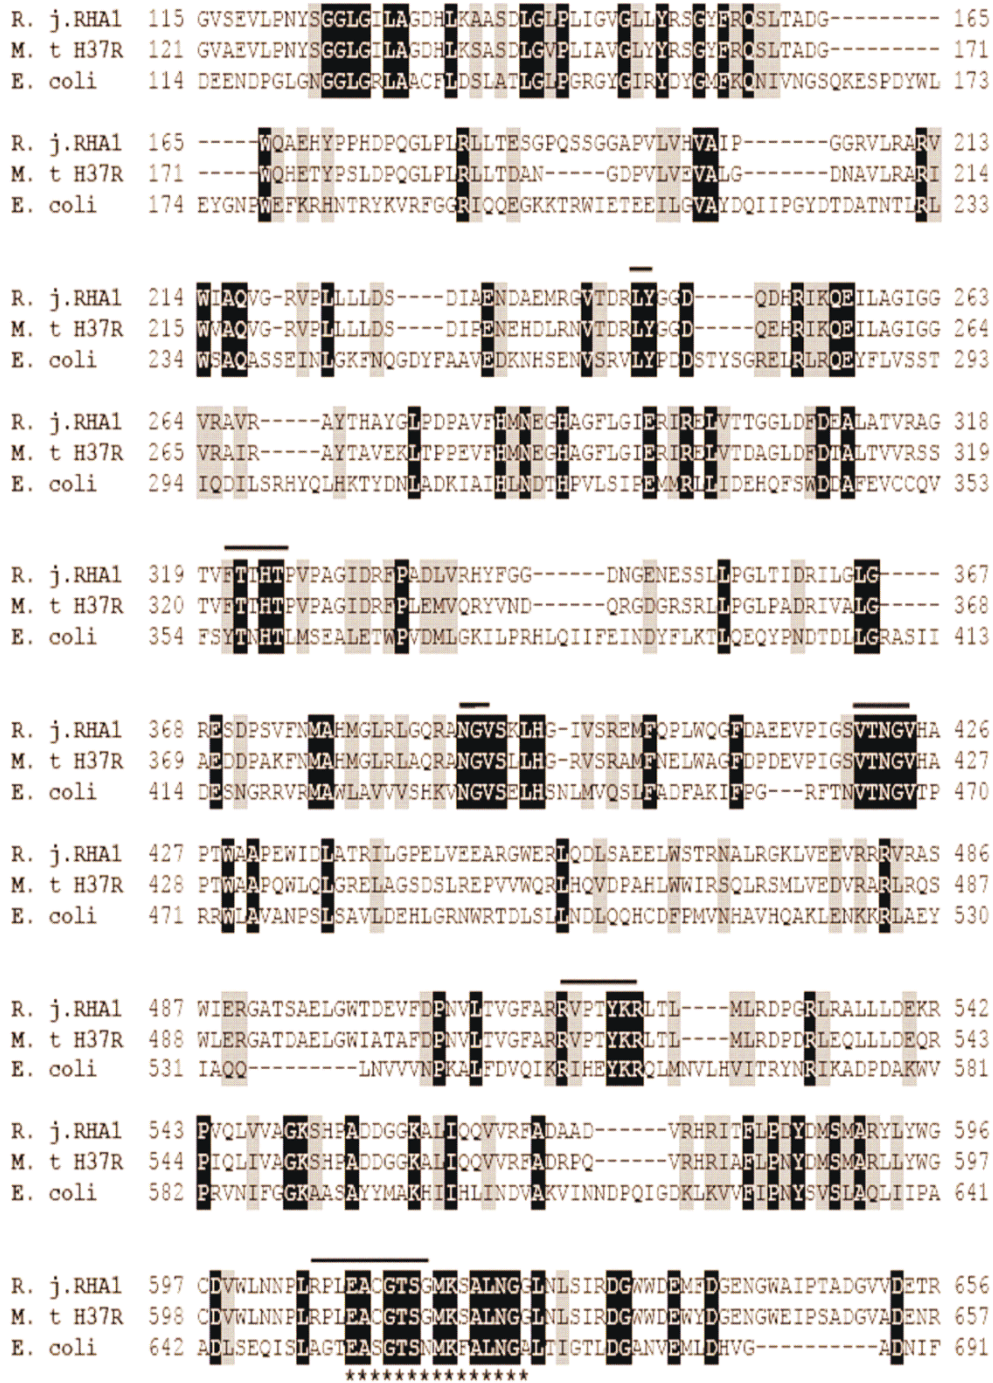 R. j.RHA1 115 GVSEVLPNYSGGLGILAGDHLKAASDLGLPLIGVGLLYRSGYFRQSLTADG--------- 165
M. t H37R 121 GVAEVLPNYSGGLGILAGDHLKSASDLGVPLIAVGLYYRSGYFRQSLTADG--------- 171
E. coli 114 DEENDPGLGNGGLGRLAACFLDSLATLGLPGRGYGIRYDYGMFKQNIVNGSQKESPDYWL 173
R. j.RHA1 165 -----WQAEHYPPHDPQGLPLRLLTESGPQSSGGAPVLVHVAIP-------GGRVLRARV 213
M. t H37R 171 -----WQHETYPSLDPQGLPLRLLTDAN-----GDPVLVEVALG-------DNAVLRARI 214
E. coli 174 EYGNPWEFKRHNTRYKVRFGGRIQQEGKKTRWIETEEILGVAYDQIIPGYDTDATNTLRL 233
R. j.RHA1 214 WIAQVG-RVPLLLLDS----DIAENDAEMRGVTDRLYGGD-----QDHRIKQEILAGIGG 263
M. t H37R 215 WVAQVG-RVPLLLLDS----DIPENEHDLRNVTDRLYGGD-----QEHRIKQEILAGIGG 264
E. coli 234 WSAQASSEINLGKFNQGDYFAAVEDKNHSENVSRVLYPDDSTYSGRELRLRQEYFLVSST 293
R. j.RHA1 264 VRAVR-----AYTHAYGLPDPAVFHMNEGHAGFLGIERIRELVTTGGLDFDEALATVRAG 318
M. t H37R 265 VRAIR-----AYTAVEKLTPPEVFHMNEGHAGFLGIERIRELVTDAGLDFDTALTVVRSS 319
E. coli 294 IQDILSRHYQLHKTYDNLADKIAIHLNDTHPVLSIPEMMRLLIDEHQFSWDDAFEVCCQV 353
R. j.RHA1 319 TVFTTHTPVPAGIDRFPADLVRHYFGG------DNGENESSLLPGLTIDRILGLG----- 367
M. t H37R 320 TVFTTHTPVPAGIDRFPLEMVQRYVND------QRGDGRSRLLPGLPADRIVALG----- 368
E. coli 354 FSYTNHTLMSEALETWPVDMLGKILPRHLQIIFEINDYFLKTLQEQYPNDTDLLGRASII 413
R. j.RHA1 368 RESDPSVFNMAHMGLRLGQRANGVSKLHG-IVSREMFQPLWQGFDAEEVPIGSVTNGVHA 426
M. t H37R 369 AEDDPAKFNMAHMGLRLAQRANGVSLLHG-RVSRAMFNELWAGFDPDEVPIGSVTNGVHA 427
E. coli 414 DESNGRRVRMAWLAVVVSHKVNGVSELHSNLMVQSLFADFAKIFPG---RFTNVTNGVTP 470
R. j.RHA1 427 PTWAAPEWIDLATRILGPELVEEARGWERLQDLSAEELWSTRNALRGKLVEEVRRRVRAS 486
M. t H37R 428 PTWAAPQWLQLGRELAGSDSLREPVVWQRLHQVDPAHLWWIRSQLRSMLVEDVRARLRQS 487
E. coli 471 RRWLAVANPSLSAVLDEHLGRNWRTDLSLLNDLQQHCDFPMVNHAVHQAKLENKKRLAEY 530
R. j.RHA1 487 WIERGATSAELGWTDEVFDPNVLTVGFARRVPTYKRLTL----MLRDPGRLRALLLDEKR 542
M. t H37R 488 WLERGATDAELGWIATAFDPNVLTVGFARRVPTYKRLTL----MLRDPDRLEQLLLDEQR 543
E. coli 531 IAQQ---------LNVVVNPKALFDVQIKRIHEYKRQLMNVLHVITRYNRIKADPDAKWV 581
R. j.RHA1 543 PVQLVVAGKSHPADDGGKALIQQVVRFADAAD------VRHRITFLPDYDMSMARYLYWG 596
M. t H37R 544 PIQLIVAGKSHPADDGGKALIQQVVRFADRPQ------VRHRIAFLPNYDMSMARLLYWG 597
E. coli 582 PRVNIFGGKAASAYYMAKHIIHLINDVAKVINNDPQIGDKLKVVFIPNYSVSLAQLIIPA 641
R. j.RHA1 597 CDVWLNNPLRPLEACGTSGMKSALNGGLNLSIRDGWWDEMFDGENGWAIPTADGVVDETR 656
M. t H37R 598 CDVWLNNPLRPLEACGTSGMKSALNGGLNLSIRDGWWDEWYDGENGWEIPSADGVADENR 657
E. coli 642 ADLSEQISLAGTEASGTSNMKFALNGALTIGTLDGANVEMLDHVG----------ADNIF 691
***************